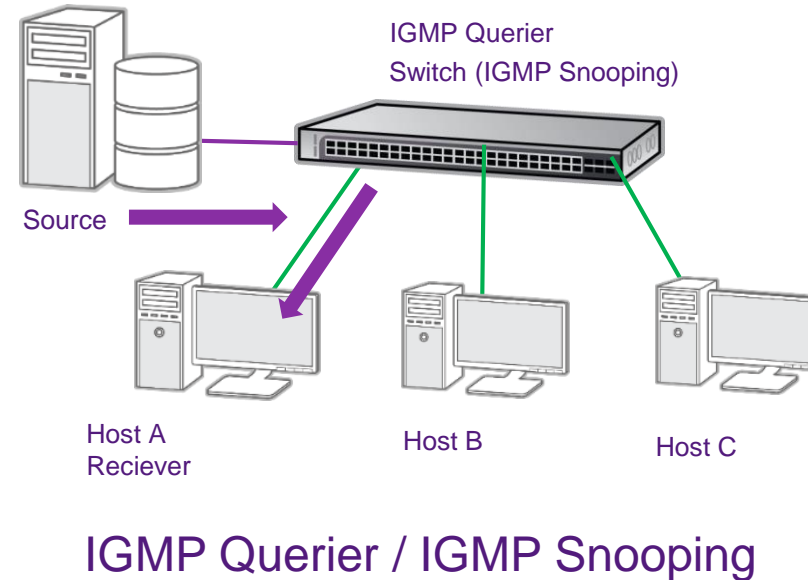 IGMP Querier
Switch (IGMP Snooping)
Source
Host A
Reciever
Host B
Host C
IGMP Querier / IGMP Snooping